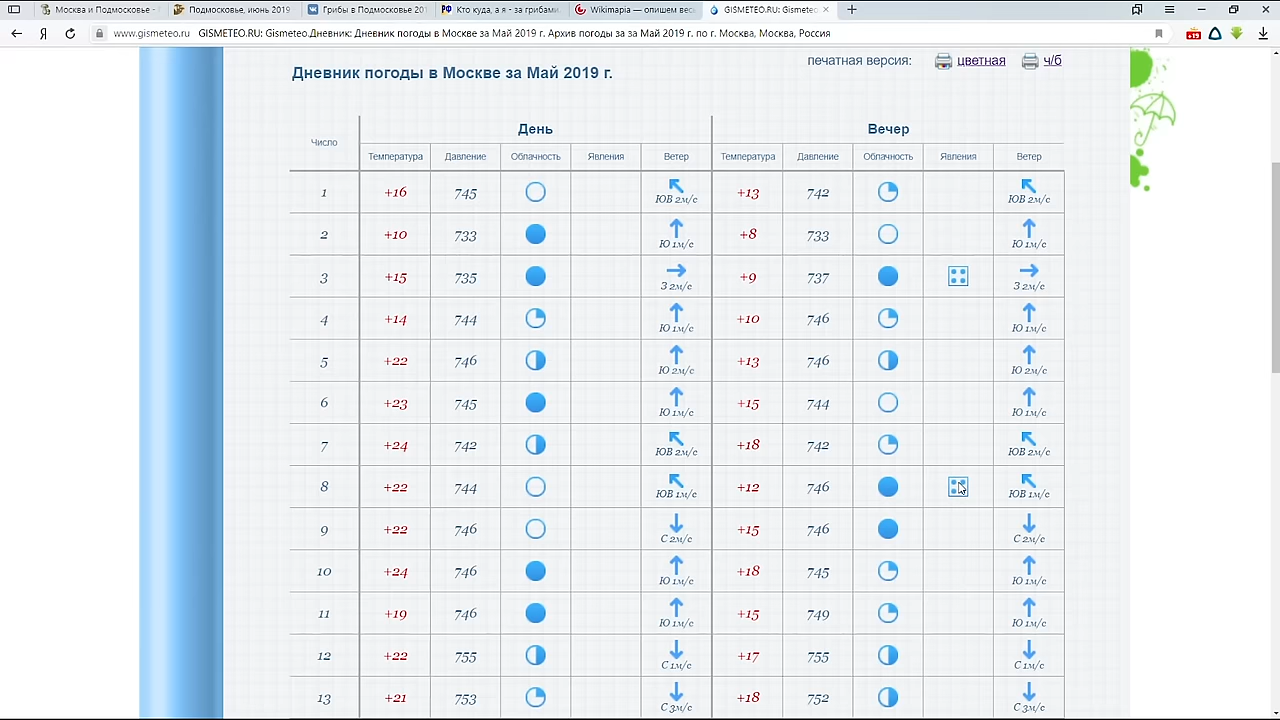 Москва и Подмосковье - Подмосковье, июнь 2019 Грибы в Подмосковье 201 Кто куда, а я - за грибами. Wikimapia — опишем вес GISMETEO.RU: Gismeteo
www.gismeteo.ru GISMETEO.RU: Gismeteo.Дневник: Дневник погоды в Москве за Май 2019 г. Архив погоды за за Май 2019 г. по г. Москва, Москва, Россия +15
Дневник погоды в Москве за Май 2019 г.
печатная версия: цветная ч/б
Число День Вечер
Температура Давление Облачность Явления Ветер Температура Давление Облачность Явления Ветер
1 +16 745 ЮВ 2м/с +13 742 ЮВ 2м/с
2 +10 733 Ю 1м/с +8 733 Ю 1м/с
3 +15 735 З 2м/с +9 737 З 2м/с
4 +14 744 Ю 1м/с +10 746 Ю 1м/с
5 +22 746 Ю 2м/с +13 746 Ю 2м/с
6 +23 745 Ю 1м/с +15 744 Ю 1м/с
7 +24 742 ЮВ 2м/с +18 742 ЮВ 2м/с
8 +22 744 ЮВ 1м/с +12 746 ЮВ 1м/с
9 +22 746 С 2м/с +15 746 С 2м/с
10 +24 746 Ю 1м/с +18 745 Ю 1м/с
11 +19 746 Ю 1м/с +15 749 Ю 1м/с
12 +22 755 С 1м/с +17 755 С 1м/с
13 +21 753 С 3м/с +18 752 С 3м/с